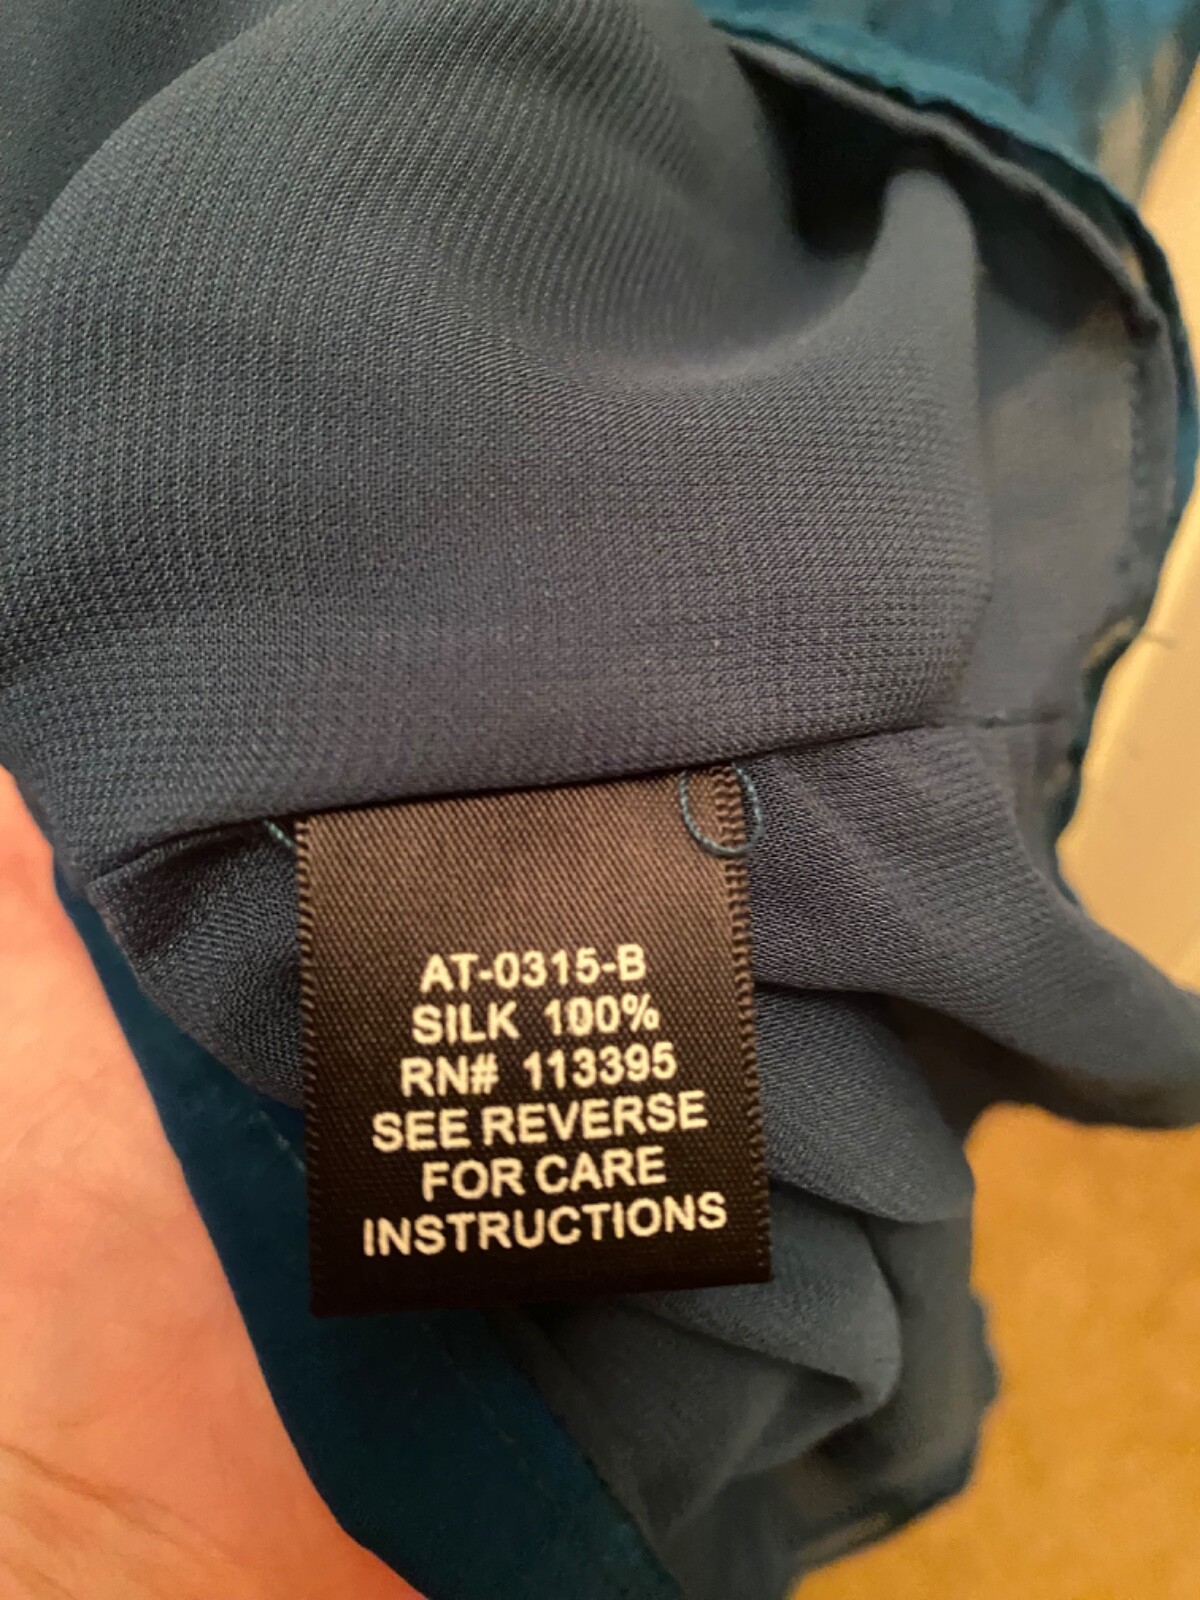 AT-0315-B
SILK 100%
RN# 113395
SEE REVERSE
FOR CARE
INSTRUCTIONS